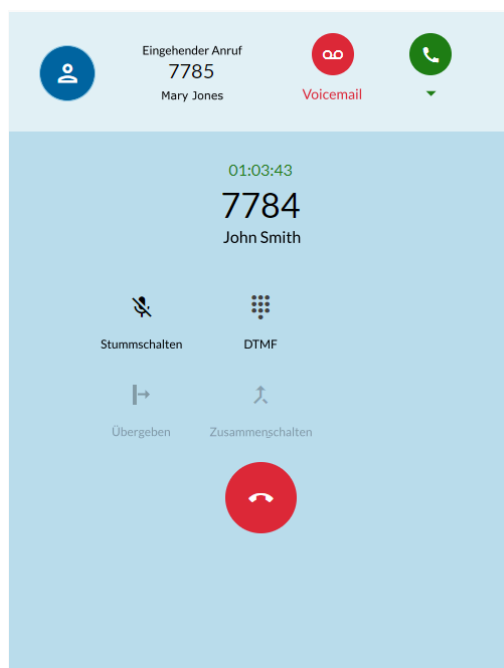 Eingehender Anruf
7785
Mary Jones
Voicemail
01:03:43
7784
John Smith
Stummschalten
DTMF
Übergeben
Zusammenschalten